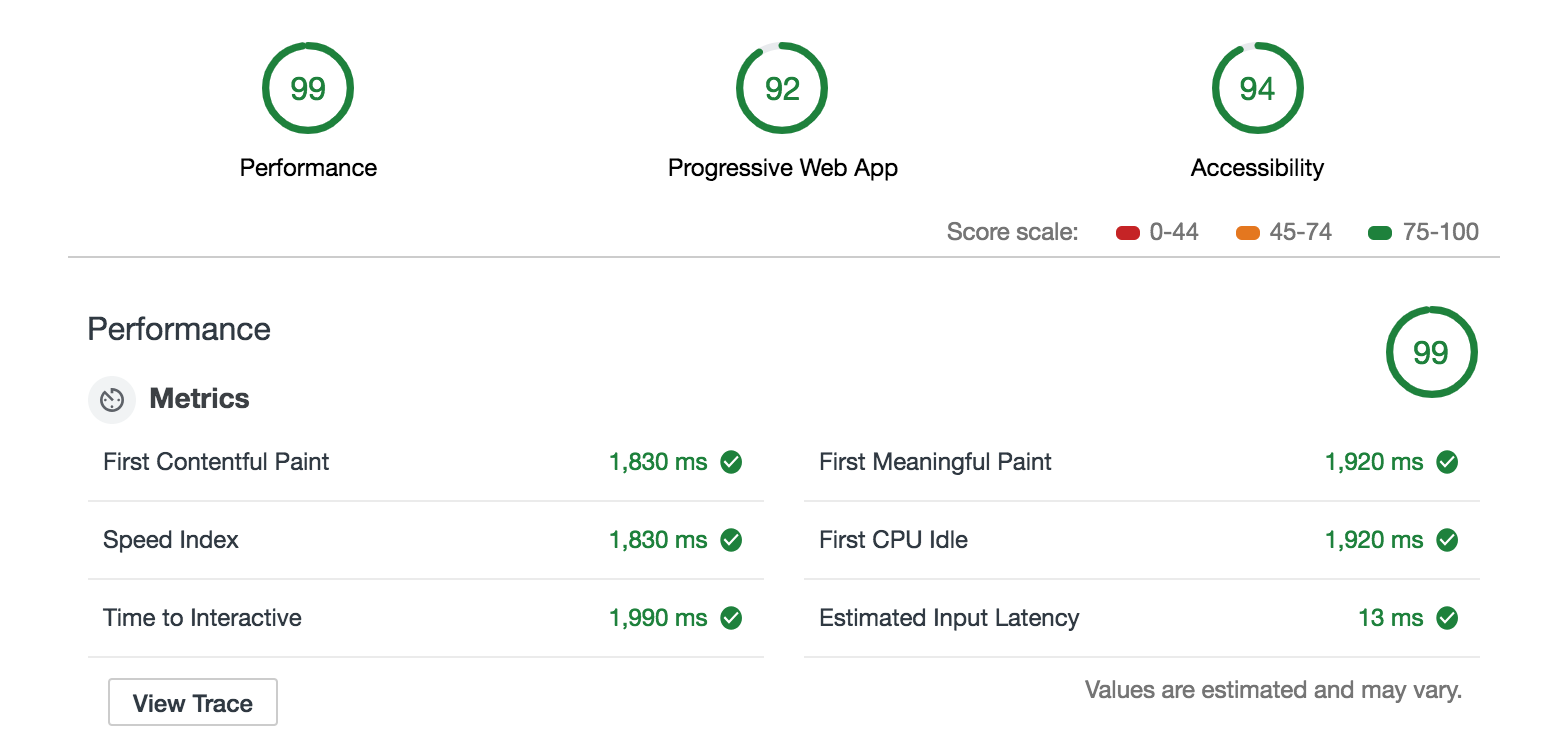 99
92
94
Performance
Progressive Web App
Accessibility
Score scale: 0-44 45-74 75-100
Performance
99
Metrics
First Contentful Paint 1,830 ms
First Meaningful Paint 1,920 ms
Speed Index 1,830 ms
First CPU Idle 1,920 ms
Time to Interactive 1,990 ms
Estimated Input Latency 13 ms
View Trace
Values are estimated and may vary.